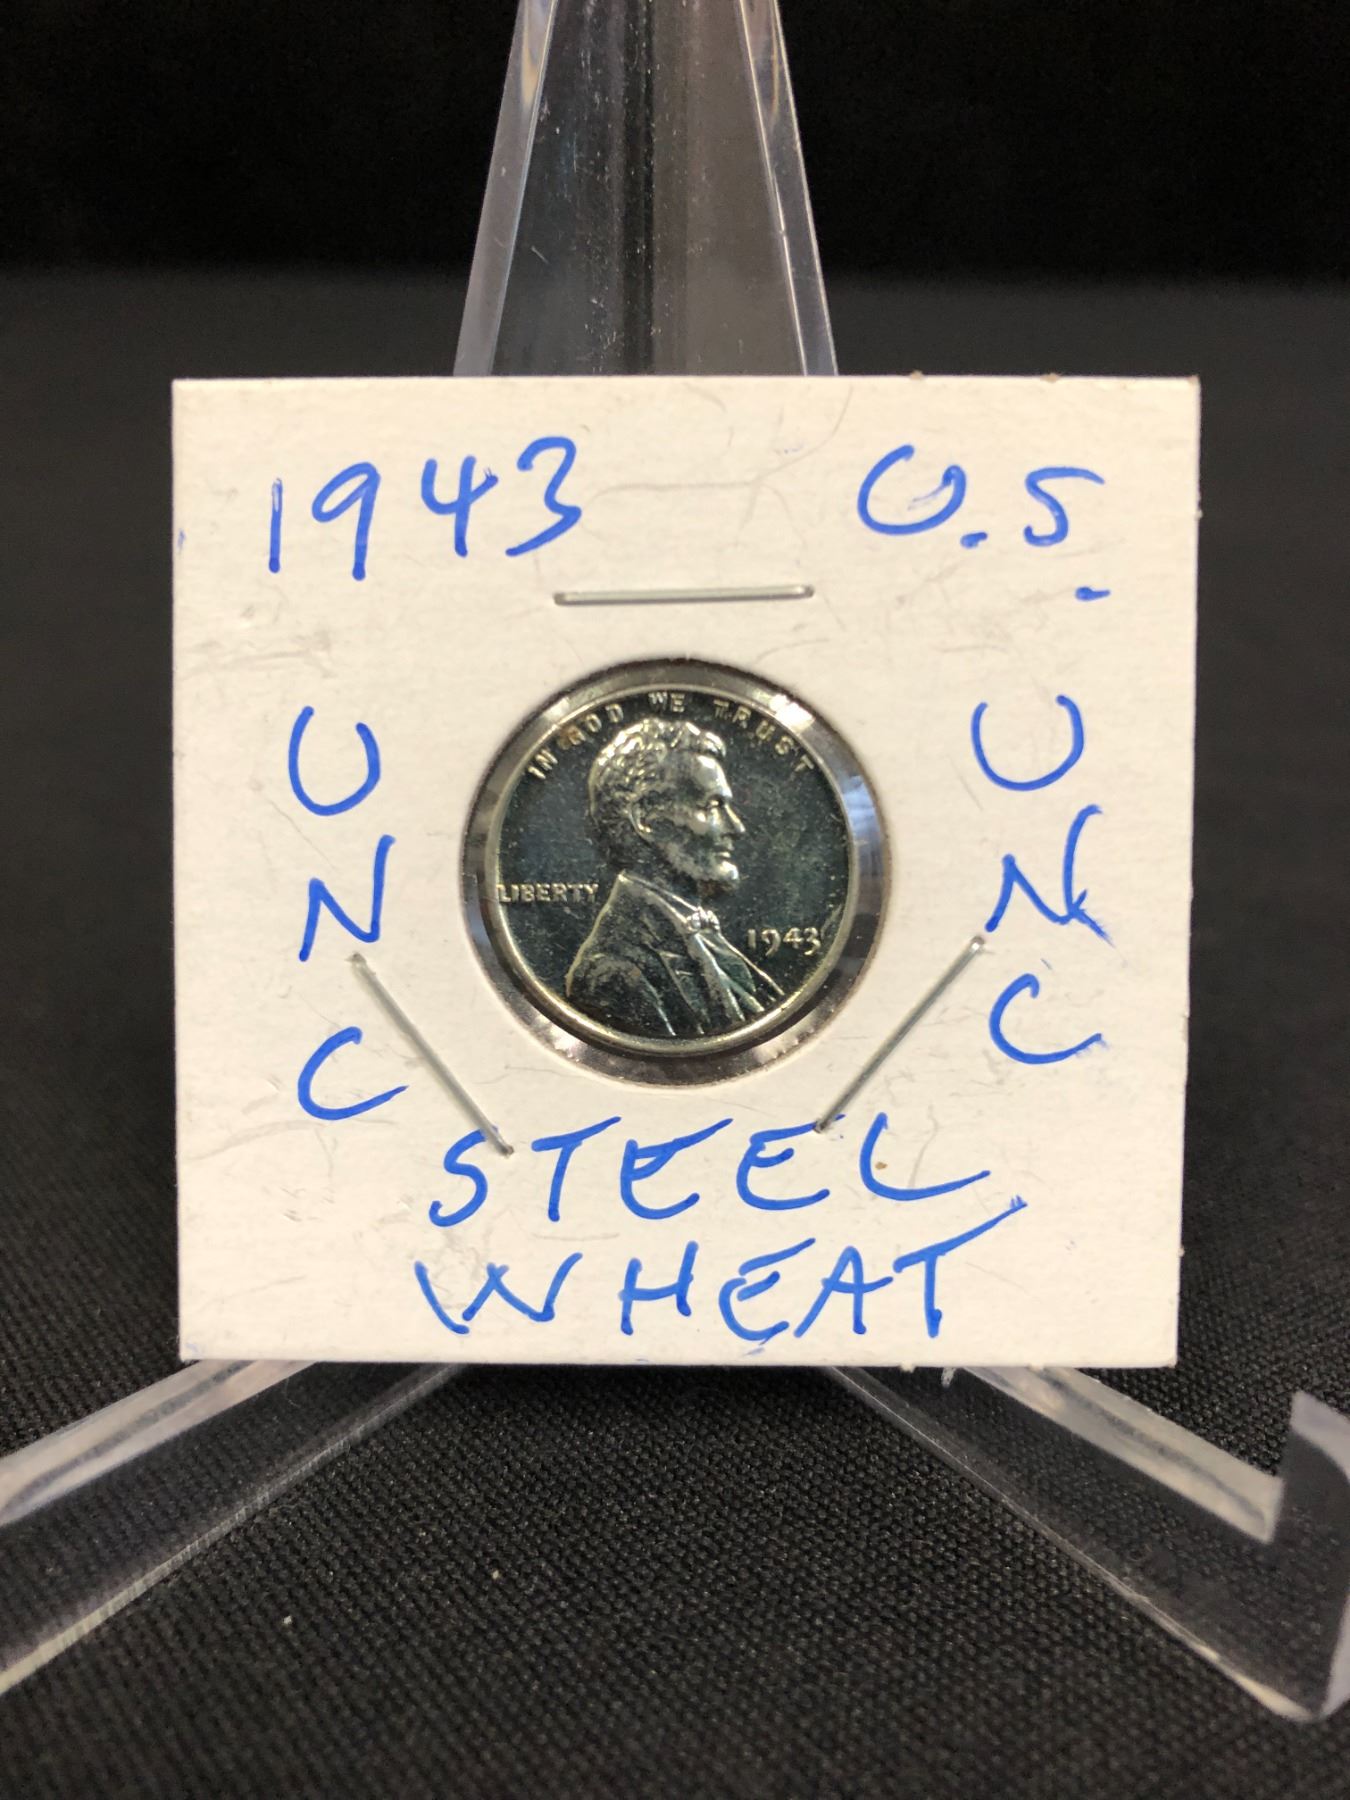 1943 U.S.
UNC
UNC
IN GOD WE TRUST
LIBERTY
1943
STEEL
WHEAT